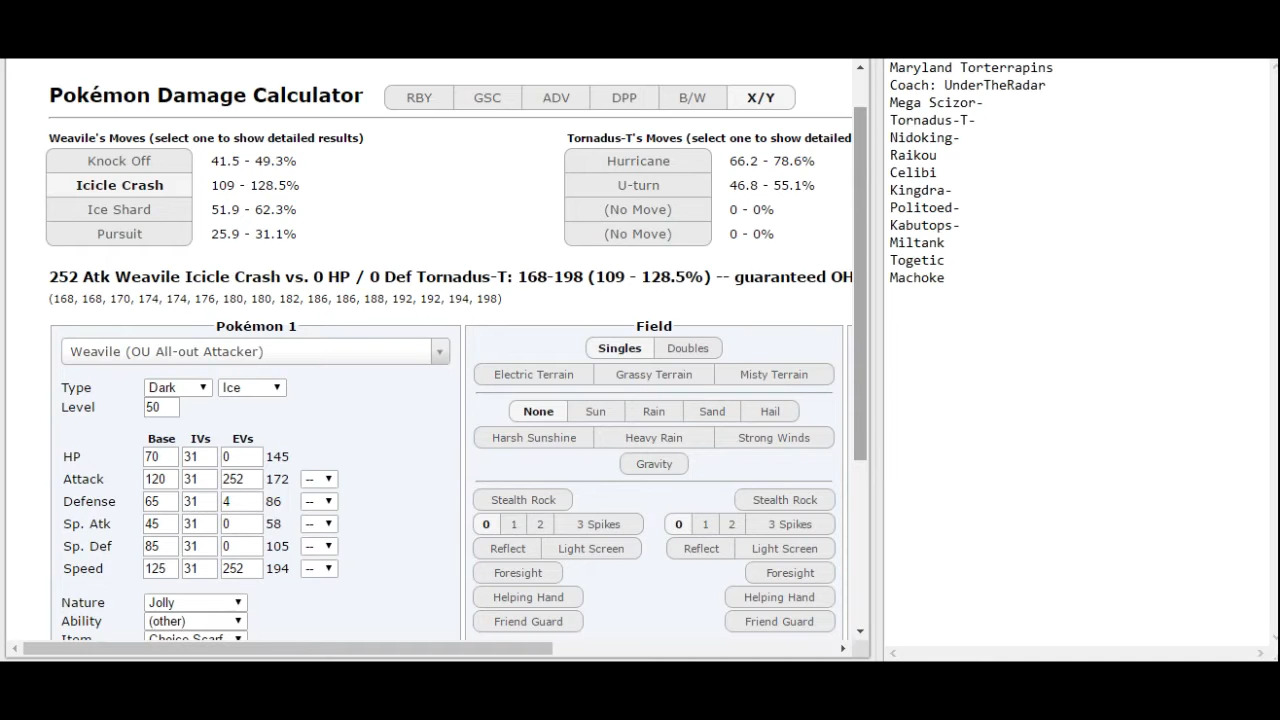 Pokémon Damage Calculator RBY GSC ADV DPP B/W X/Y
Weavile's Moves (select one to show detailed results)
Knock Off 41.5 - 49.3%
Icicle Crash 109 - 128.5%
Ice Shard 51.9 - 62.3%
Pursuit 25.9 - 31.1%
Tornadus-T's Moves (select one to show detailed
Hurricane 66.2 - 78.6%
U-turn 46.8 - 55.1%
(No Move) 0 - 0%
(No Move) 0 - 0%
252 Atk Weavile Icicle Crash vs. 0 HP / 0 Def Tornadus-T: 168-198 (109 - 128.5%) -- guaranteed OH
(168, 168, 170, 174, 174, 176, 180, 180, 182, 186, 186, 188, 192, 192, 194, 198)
Pokémon 1
Weavile (OU All-out Attacker)
Type Dark Ice
Level 50
Base IVs EVs
HP 70 31 0 145
Attack 120 31 252 172 --
Defense 65 31 4 86 --
Sp. Atk 45 31 0 58 --
Sp. Def 85 31 0 105 --
Speed 125 31 252 194 --
Nature Jolly
Ability (other)
Item Choice Scarf
Field
Singles Doubles
Electric Terrain Grassy Terrain Misty Terrain
None Sun Rain Sand Hail
Harsh Sunshine Heavy Rain Strong Winds
Gravity
Stealth Rock Stealth Rock
0 1 2 3 Spikes 0 1 2 3 Spikes
Reflect Light Screen Reflect Light Screen
Foresight Foresight
Helping Hand Helping Hand
Friend Guard Friend Guard
Maryland Torterrapins
Coach: UnderTheRadar
Mega Scizor-
Tornadus-T-
Nidoking-
Raikou
Celibi
Kingdra-
Politoed-
Kabutops-
Miltank
Togetic
Machoke